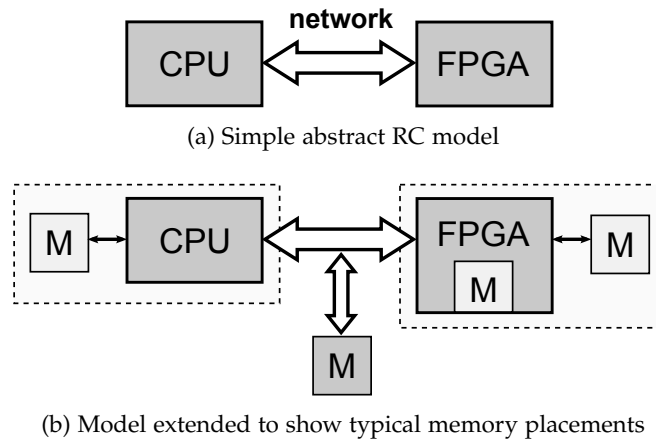 network
CPU
FPGA
(a) Simple abstract RC model
M
CPU
FPGA
M
M
M
(b) Model extended to show typical memory placements